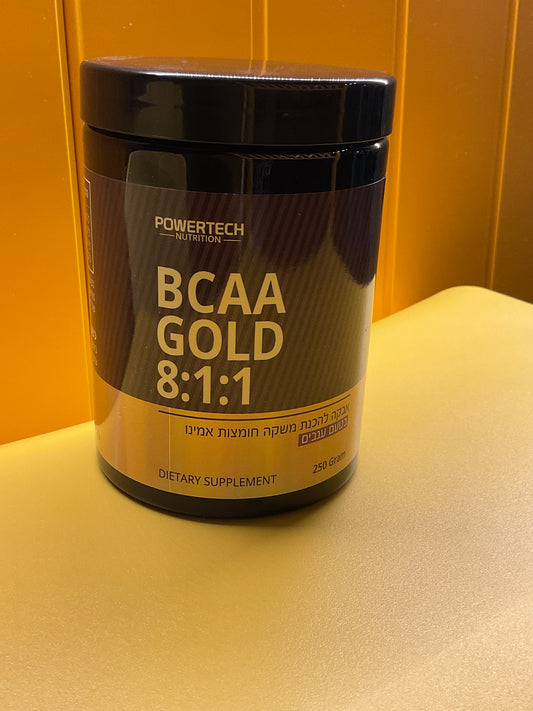 POWERTECH
NUTRITION
BCAA
GOLD
8:1:1
אבקה להכנת משקה חומצות אמינו
בטעם ענבים
250 Gram
DIETARY SUPPLEMENT